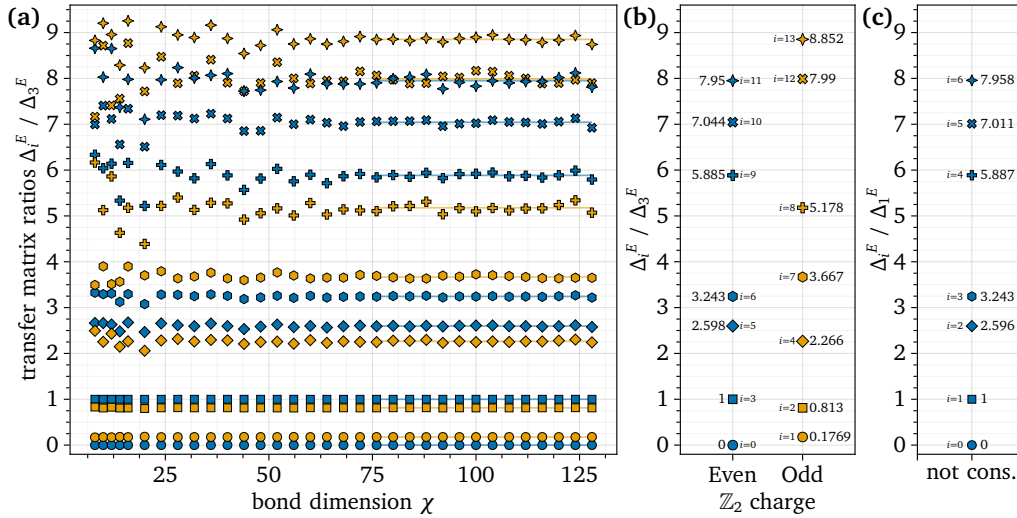 (a)
transfer matrix ratios Δ_i^E / Δ_3^E
9
8
7
6
5
4
3
2
1
0
25
50
75
100
125
bond dimension χ
(b)
Δ_i^E / Δ_3^E
9
8
7
6
5
4
3
2
1
0
i=13 8.852
7.95 i=11
i=12 7.99
7.044 i=10
5.885 i=9
i=8 5.178
i=7 3.667
3.243 i=6
2.598 i=5
i=4 2.266
1 i=3
i=2 0.813
i=1 0.1769
0 i=0
Even
Odd
ℤ₂ charge
(c)
Δ_i^E / Δ_1^E
9
8
7
6
5
4
3
2
1
0
i=6 7.958
i=5 7.011
i=4 5.887
i=3 3.243
i=2 2.596
i=1 1
i=0 0
not cons.